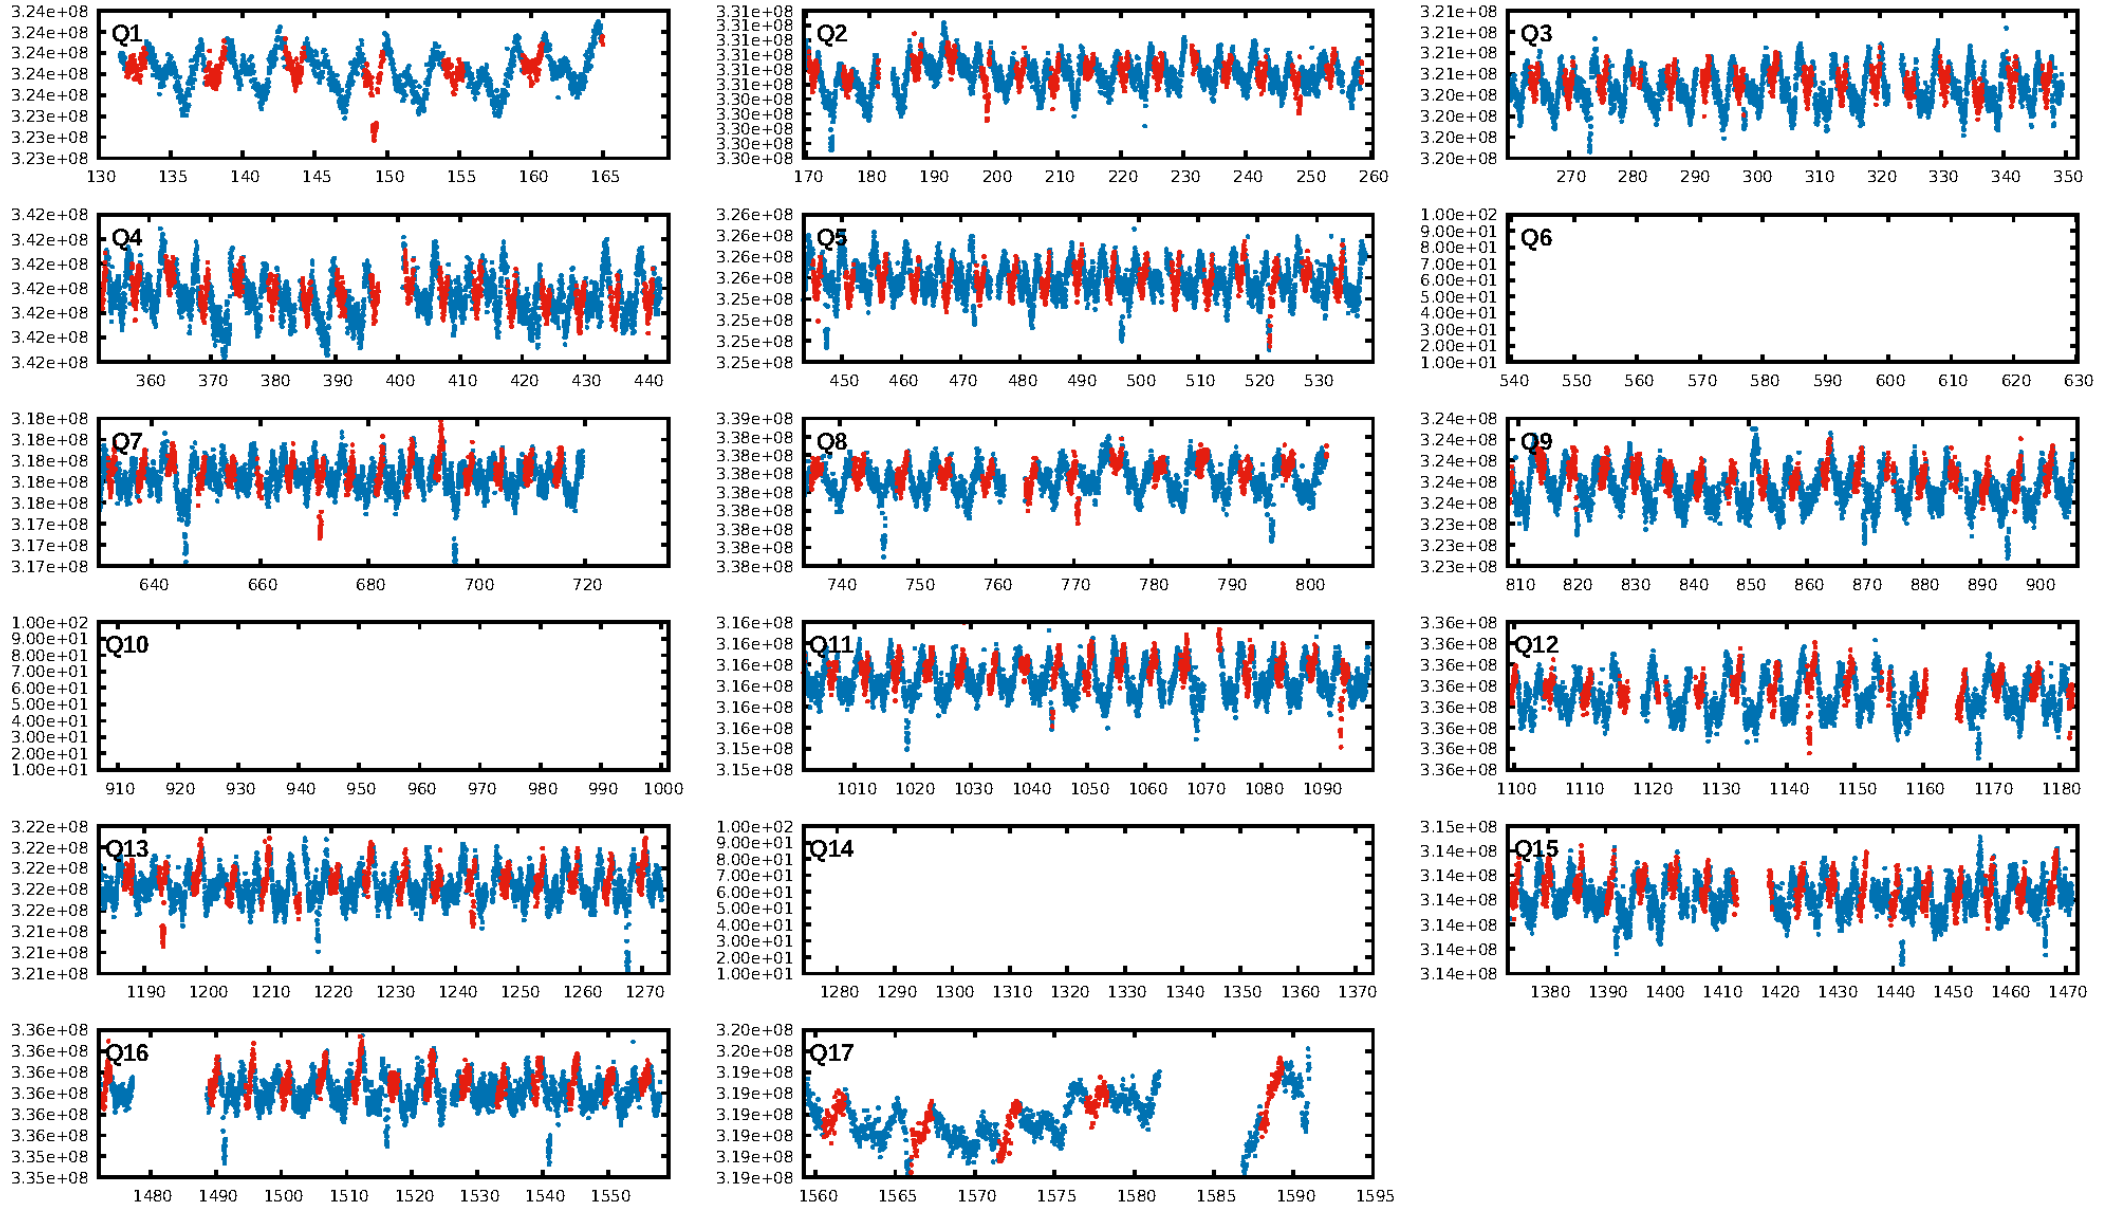 3.24e+08 3.24e+08 3.24e+08 3.24e+08 3.24e+08 3.23e+08 3.23e+08 3.23e+08
Q1
130 135 140 145 150 155 160 165
3.31e+08 3.31e+08 3.31e+08 3.31e+08 3.31e+08 3.31e+08 3.30e+08 3.30e+08 3.30e+08 3.30e+08 3.30e+08
Q2
170 180 190 200 210 220 230 240 250 260
3.21e+08 3.21e+08 3.21e+08 3.21e+08 3.20e+08 3.20e+08 3.20e+08 3.20e+08
Q3
270 280 290 300 310 320 330 340 350
3.42e+08 3.42e+08 3.42e+08 3.42e+08 3.42e+08 3.42e+08 3.42e+08
Q4
360 370 380 390 400 410 420 430 440
3.26e+08 3.26e+08 3.26e+08 3.26e+08 3.25e+08 3.25e+08 3.25e+08 3.25e+08
Q5
450 460 470 480 490 500 510 520 530
1.00e+02 9.00e+01 8.00e+01 7.00e+01 6.00e+01 5.00e+01 4.00e+01 3.00e+01 2.00e+01 1.00e+01
Q6
540 550 560 570 580 590 600 610 620 630
3.18e+08 3.18e+08 3.18e+08 3.18e+08 3.18e+08 3.17e+08 3.17e+08 3.17e+08
Q7
640 660 680 700 720
3.39e+08 3.38e+08 3.38e+08 3.38e+08 3.38e+08 3.38e+08 3.38e+08 3.38e+08 3.38e+08
Q8
740 750 760 770 780 790 800
3.24e+08 3.24e+08 3.24e+08 3.24e+08 3.24e+08 3.23e+08 3.23e+08 3.23e+08
Q9
810 820 830 840 850 860 870 880 890 900
1.00e+02 9.00e+01 8.00e+01 7.00e+01 6.00e+01 5.00e+01 4.00e+01 3.00e+01 2.00e+01 1.00e+01
Q10
910 920 930 940 950 960 970 980 990 1000
3.16e+08 3.16e+08 3.16e+08 3.16e+08 3.16e+08 3.16e+08 3.15e+08 3.15e+08
Q11
1010 1020 1030 1040 1050 1060 1070 1080 1090
3.36e+08 3.36e+08 3.36e+08 3.36e+08 3.36e+08 3.36e+08 3.36e+08 3.36e+08
Q12
1100 1110 1120 1130 1140 1150 1160 1170 1180
3.22e+08 3.22e+08 3.22e+08 3.22e+08 3.22e+08 3.21e+08 3.21e+08 3.21e+08
Q13
1190 1200 1210 1220 1230 1240 1250 1260 1270
1.00e+02 9.00e+01 8.00e+01 7.00e+01 6.00e+01 5.00e+01 4.00e+01 3.00e+01 2.00e+01 1.00e+01
Q14
1280 1290 1300 1310 1320 1330 1340 1350 1360 1370
3.15e+08 3.14e+08 3.14e+08 3.14e+08 3.14e+08 3.14e+08 3.14e+08
Q15
1380 1390 1400 1410 1420 1430 1440 1450 1460 1470
3.36e+08 3.36e+08 3.36e+08 3.36e+08 3.36e+08 3.36e+08 3.35e+08 3.35e+08
Q16
1480 1490 1500 1510 1520 1530 1540 1550
3.20e+08 3.20e+08 3.19e+08 3.19e+08 3.19e+08 3.19e+08 3.19e+08 3.19e+08
Q17
1560 1565 1570 1575 1580 1585 1590 1595